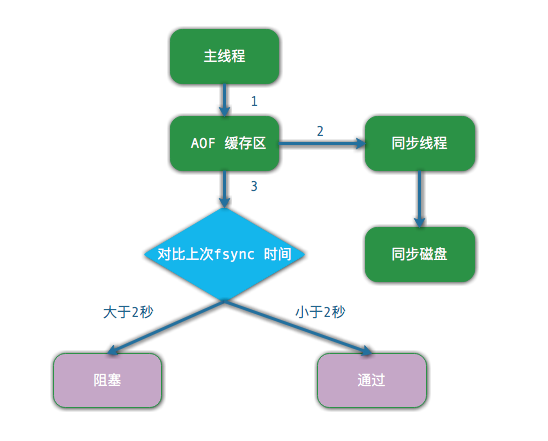 主线程
1
AOF 缓存区
2
同步线程
3
对比上次fsync 时间
同步磁盘
大于2秒
小于2秒
阻塞
通过